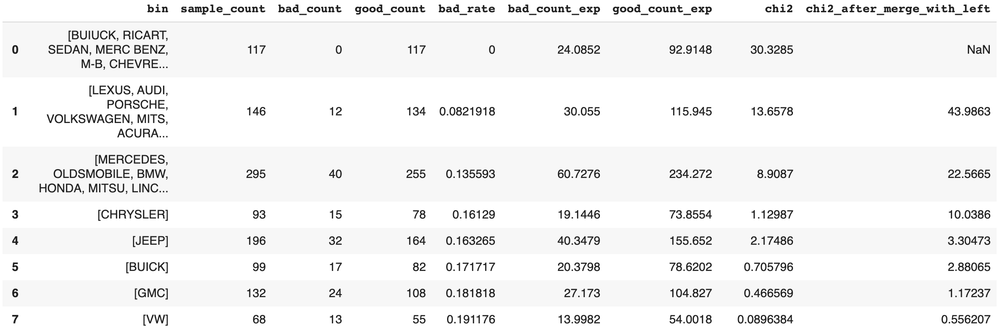 bin sample_count bad_count good_count bad_rate bad_count_exp good_count_exp chi2 chi2_after_merge_with_left
[BUIUCK, RICART,
0 SEDAN, MERC BENZ, 117 0 117 0 24.0852 92.9148 30.3285 NaN
M-B, CHEVRE...
[LEXUS, AUDI,
PORSCHE,
1 146 12 134 0.0821918 30.055 115.945 13.6578 43.9863
VOLKSWAGEN, MITS,
ACURA...
[MERCEDES,
2 OLDSMOBILE, BMW, 295 40 255 0.135593 60.7276 234.272 8.9087 22.5665
HONDA, MITSU, LINC...
3 [CHRYSLER] 93 15 78 0.16129 19.1446 73.8554 1.12987 10.0386
4 [JEEP] 196 32 164 0.163265 40.3479 155.652 2.17486 3.30473
5 [BUICK] 99 17 82 0.171717 20.3798 78.6202 0.705796 2.88065
6 [GMC] 132 24 108 0.181818 27.173 104.827 0.466569 1.17237
7 [VW] 68 13 55 0.191176 13.9982 54.0018 0.0896384 0.556207